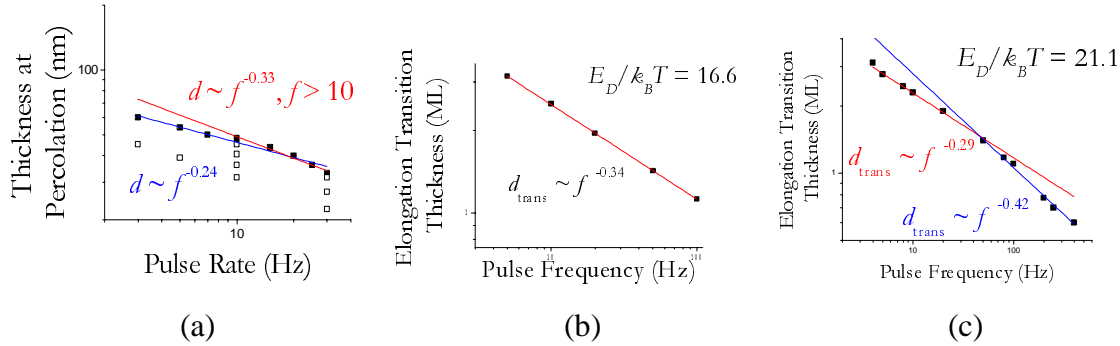 Thickness at
Percolation (nm)
100
10
d ~ f^-0.33, f > 10
d ~ f^-0.24
Pulse Rate (Hz)
(a)
Elongation Transition
Thickness (ML)
1
E_D/k_BT = 16.6
d_trans ~ f^-0.34
Pulse Frequency (Hz)
(b)
Elongation Transition
Thickness (ML)
1
10
100
E_D/k_BT = 21.1
d_trans ~ f^-0.29
d_trans ~ f^-0.42
Pulse Frequency (Hz)
(c)